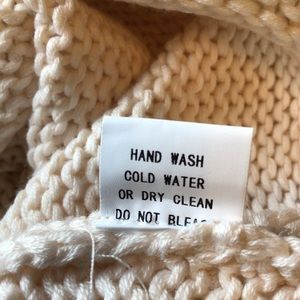 HAND WASH
COLD WATER
OR DRY CLEAN
DO NOT